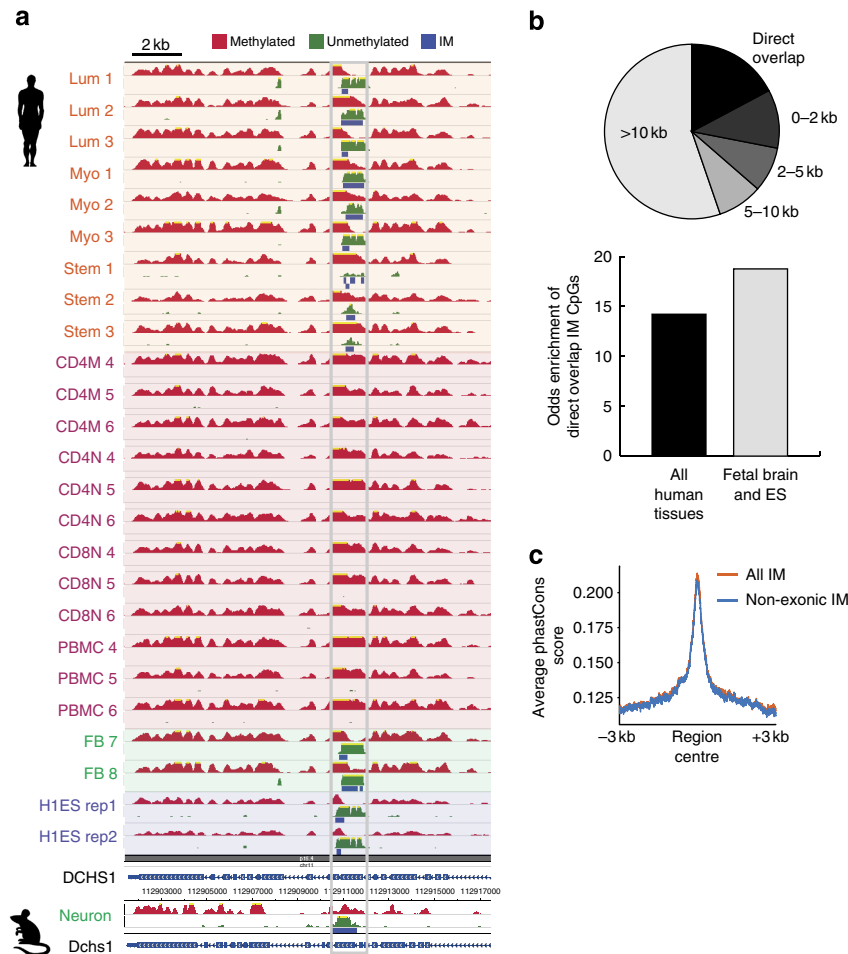 a
2 kb
Methylated
Unmethylated
IM
Lum 1
Lum 2
Lum 3
Myo 1
Myo 2
Myo 3
Stem 1
Stem 2
Stem 3
CD4M 4
CD4M 5
CD4M 6
CD4N 4
CD4N 5
CD4N 6
CD8N 4
CD8N 5
CD8N 6
PBMC 4
PBMC 5
PBMC 6
FB 7
FB 8
H1ES rep1
H1ES rep2
chr11
DCHS1
112903000 112905000 112907000 112909000 112911000 112913000 112915000 112917000
Neuron
Dchs1
b
Direct
overlap
0–2 kb
2–5 kb
5–10 kb
>10 kb
Odds enrichment of
direct overlap IM CpGs
20
15
10
5
0
All
human
tissues
Fetal brain
and ES
c
All IM
Non-exonic IM
Average phastCons
score
0.200
0.175
0.150
0.125
−3 kb
Region
centre
+3 kb